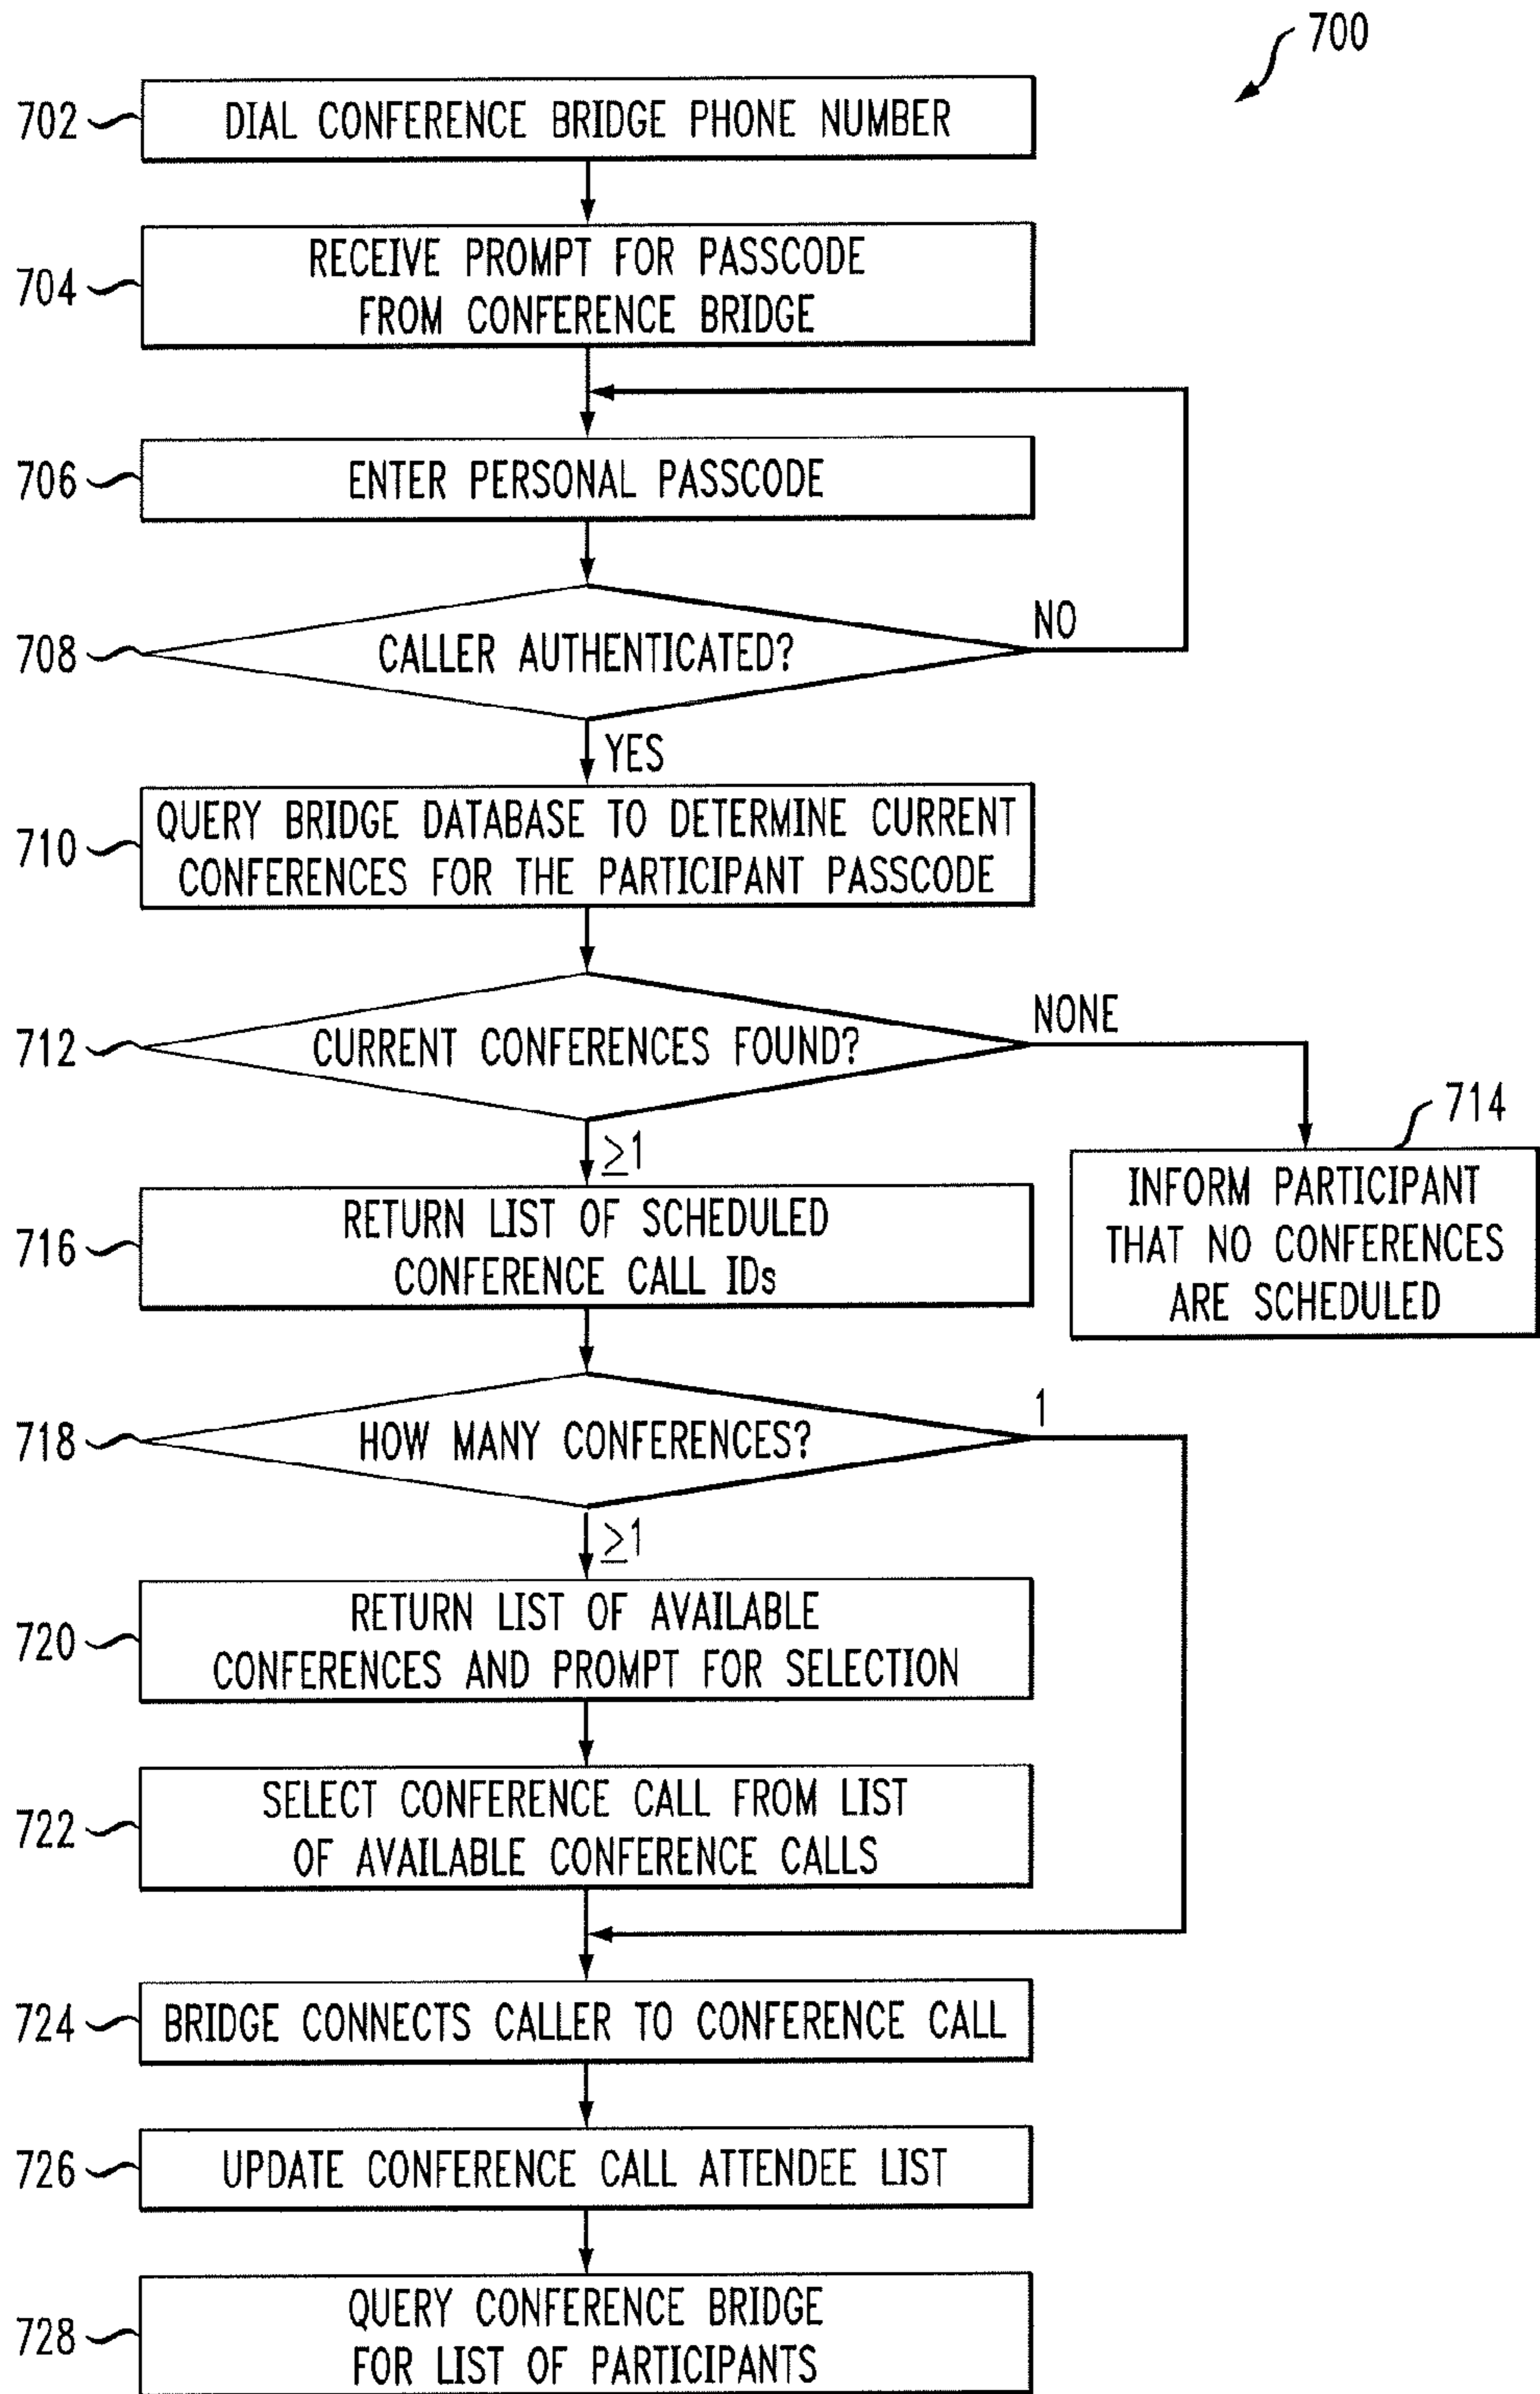 700
702
DIAL CONFERENCE BRIDGE PHONE NUMBER
704
RECEIVE PROMPT FOR PASSCODE
FROM CONFERENCE BRIDGE
706
ENTER PERSONAL PASSCODE
708
CALLER AUTHENTICATED?
NO
YES
710
QUERY BRIDGE DATABASE TO DETERMINE CURRENT
CONFERENCES FOR THE PARTICIPANT PASSCODE
712
CURRENT CONFERENCES FOUND?
NONE
714
INFORM PARTICIPANT
THAT NO CONFERENCES
ARE SCHEDULED
≥1
716
RETURN LIST OF SCHEDULED
CONFERENCE CALL IDs
718
HOW MANY CONFERENCES?
1
≥1
720
RETURN LIST OF AVAILABLE
CONFERENCES AND PROMPT FOR SELECTION
722
SELECT CONFERENCE CALL FROM LIST
OF AVAILABLE CONFERENCE CALLS
724
BRIDGE CONNECTS CALLER TO CONFERENCE CALL
726
UPDATE CONFERENCE CALL ATTENDEE LIST
728
QUERY CONFERENCE BRIDGE
FOR LIST OF PARTICIPANTS